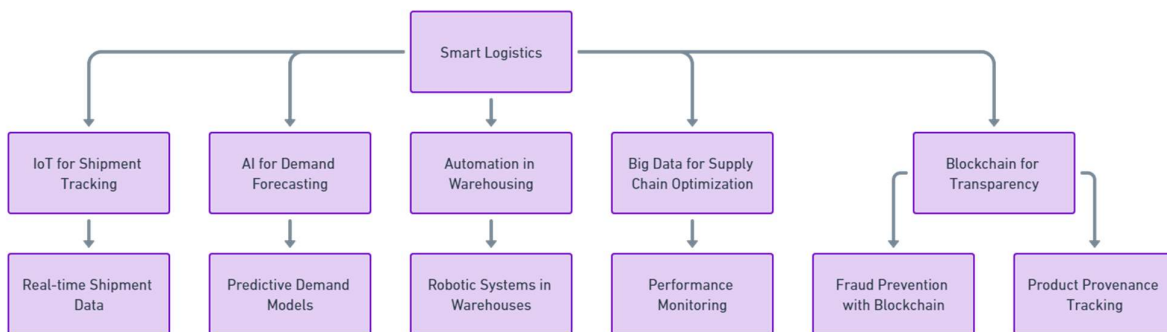 Smart Logistics
IoT for Shipment
Tracking
AI for Demand
Forecasting
Automation in
Warehousing
Big Data for Supply
Chain Optimization
Blockchain for
Transparency
Real-time Shipment
Data
Predictive Demand
Models
Robotic Systems in
Warehouses
Performance
Monitoring
Fraud Prevention
with Blockchain
Product Provenance
Tracking